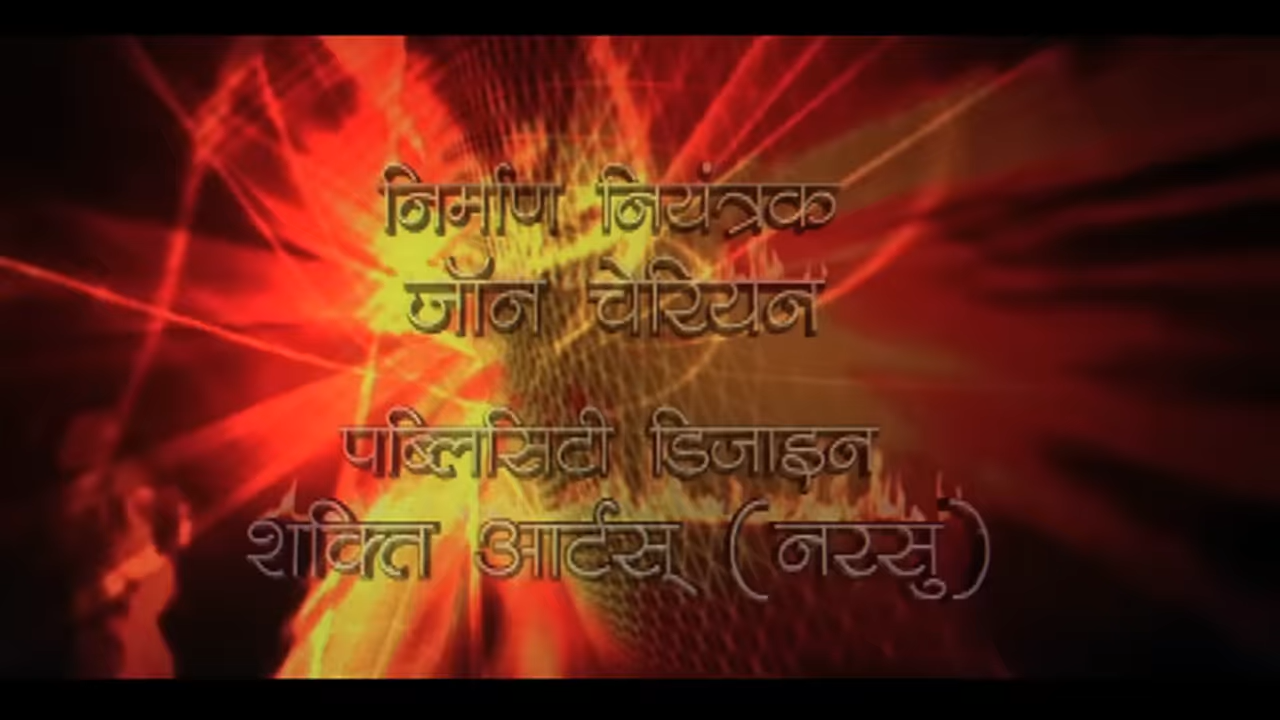 निर्माण नियंत्रक
जॉन चेरियन
पब्लिसिटी डिजाइन
शक्ति आर्टस् (नरसु)